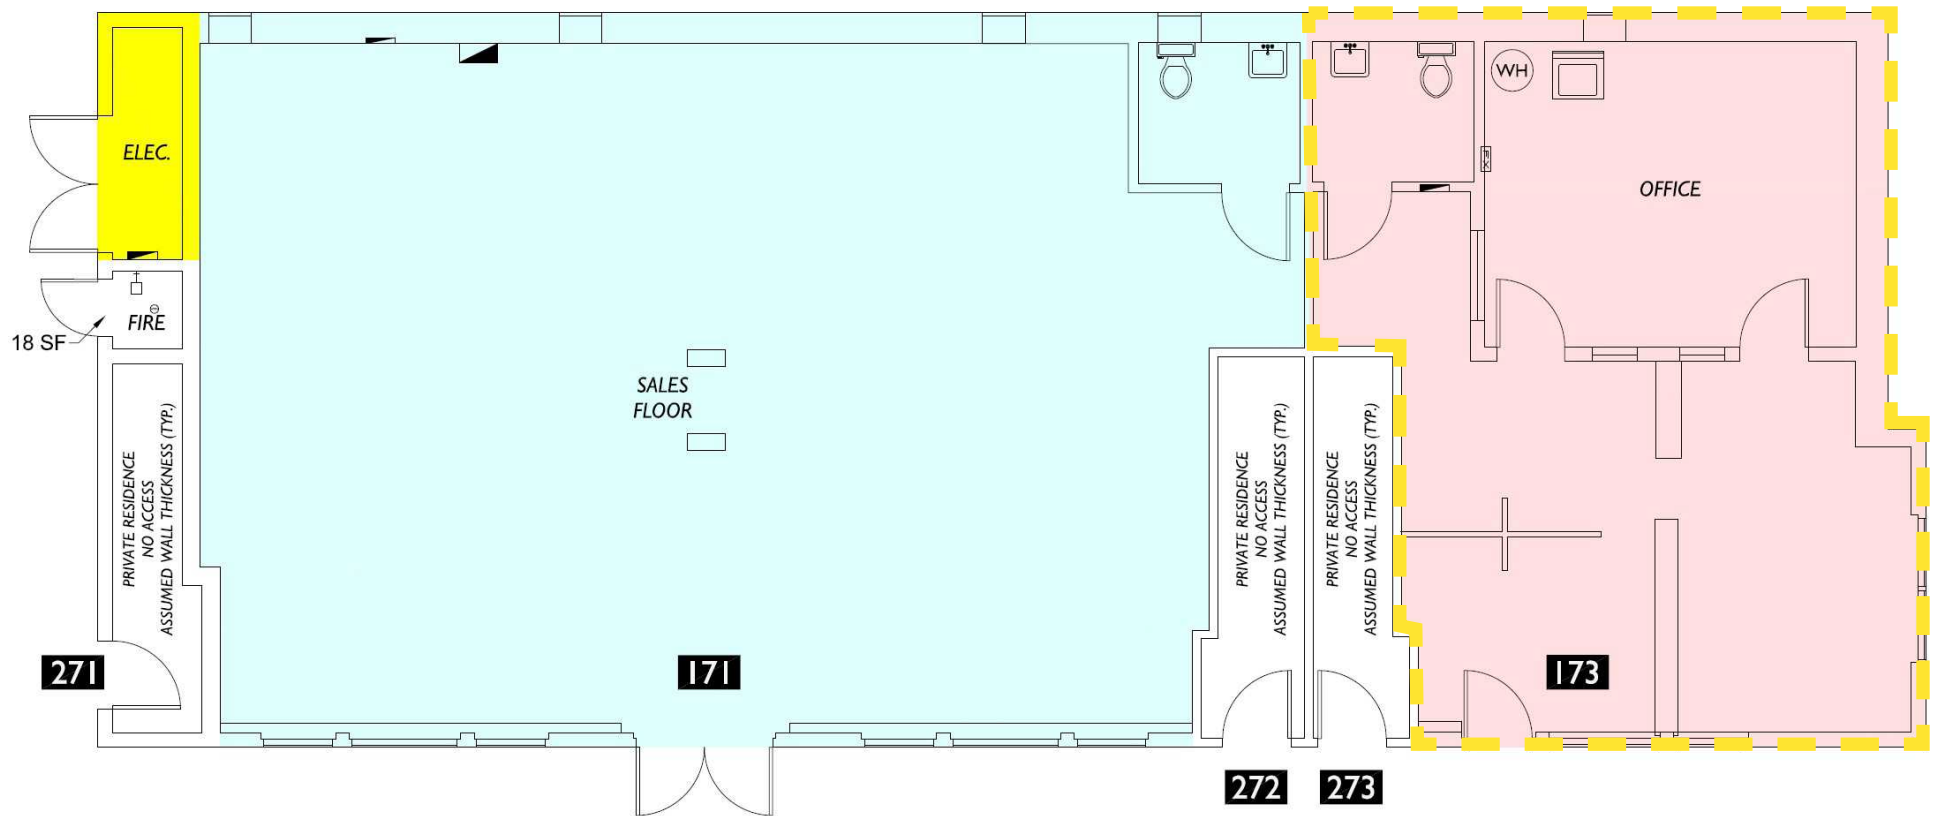 ELEC.
WH
FX
OFFICE
FIRE
18 SF
SALES
FLOOR
PRIVATE RESIDENCE
NO ACCESS
ASSUMED WALL THICKNESS (TYP.)
PRIVATE RESIDENCE
NO ACCESS
ASSUMED WALL THICKNESS (TYP.)
PRIVATE RESIDENCE
NO ACCESS
ASSUMED WALL THICKNESS (TYP.)
271
171
173
272
273